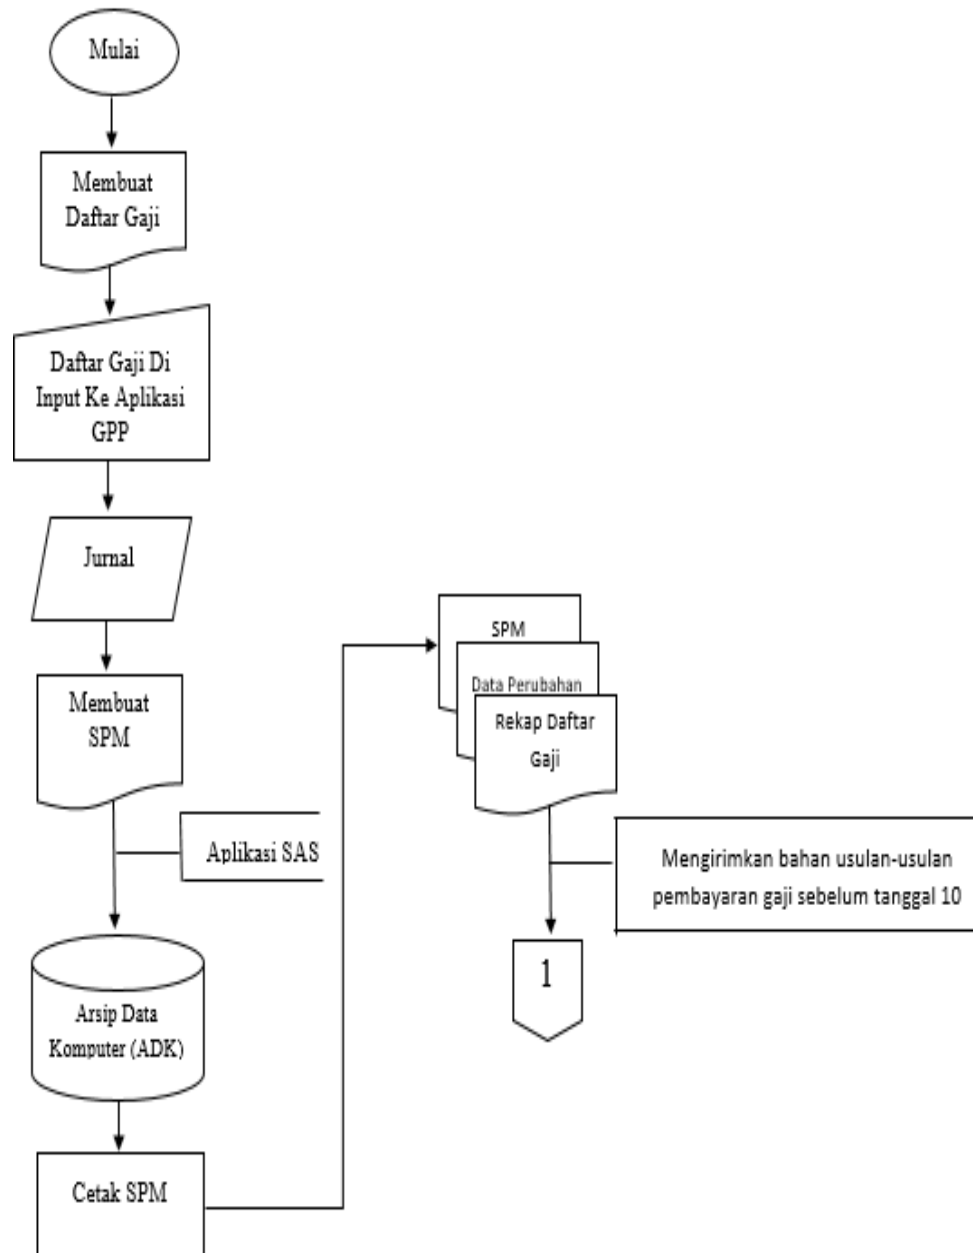 Mulai
Membuat
Daftar Gaji
Daftar Gaji Di
Input Ke Aplikasi
GPP
Jurnal
Membuat
SPM
Aplikasi SAS
Arsip Data
Komputer (ADK)
Cetak SPM
SPM
Data Perubahan
Rekap Daftar
Gaji
Mengirimkan bahan usulan-usulan
pembayaran gaji sebelum tanggal 10
1